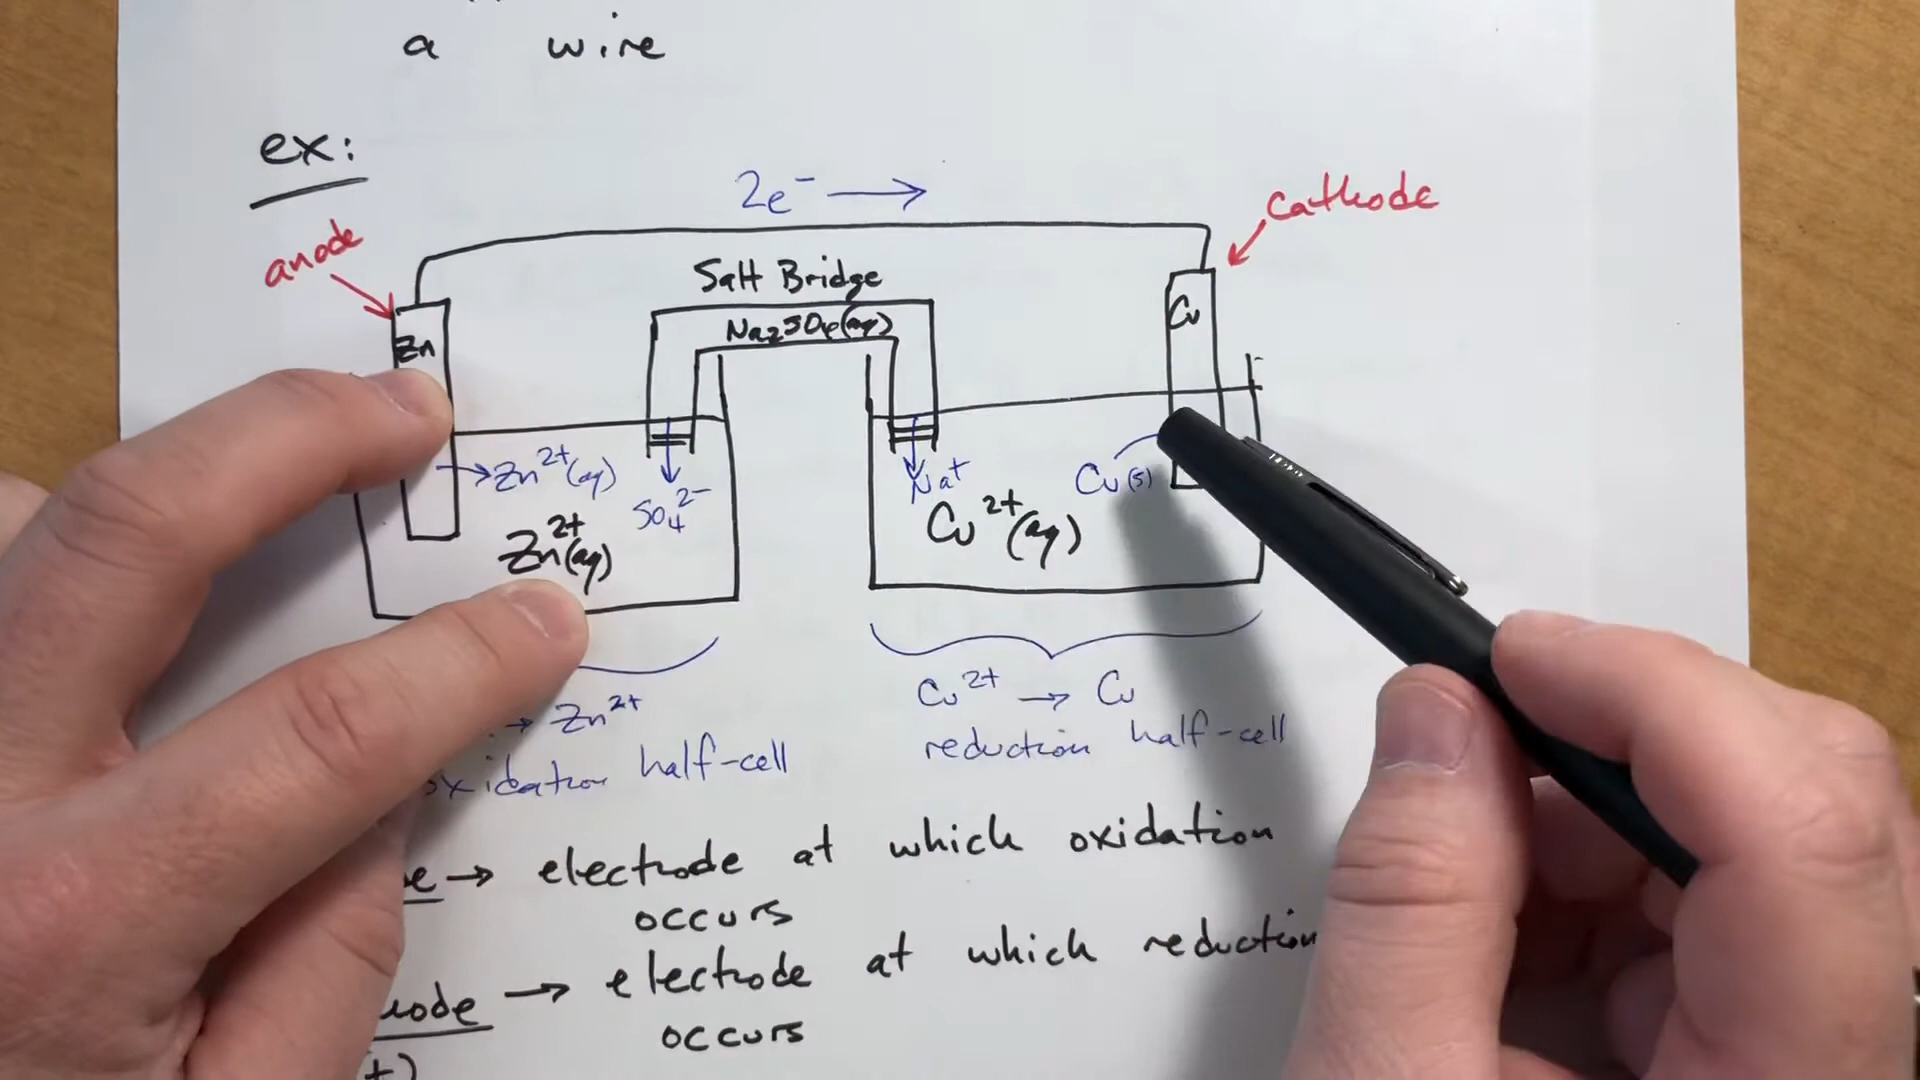 a wire
ex:
2e⁻ →
cathode
anode
Salt Bridge
Na₂SO₄(aq)
Zn
Cu
→ Zn²⁺(aq)
SO₄²⁻
Na⁺
Cu(s)
Zn²⁺(aq)
Cu²⁺(aq)
→ Zn²⁺
Cu²⁺ → Cu
oxidation half-cell
reduction half-cell
→ electrode at which oxidation
occurs
→ electrode at which reduction
occurs